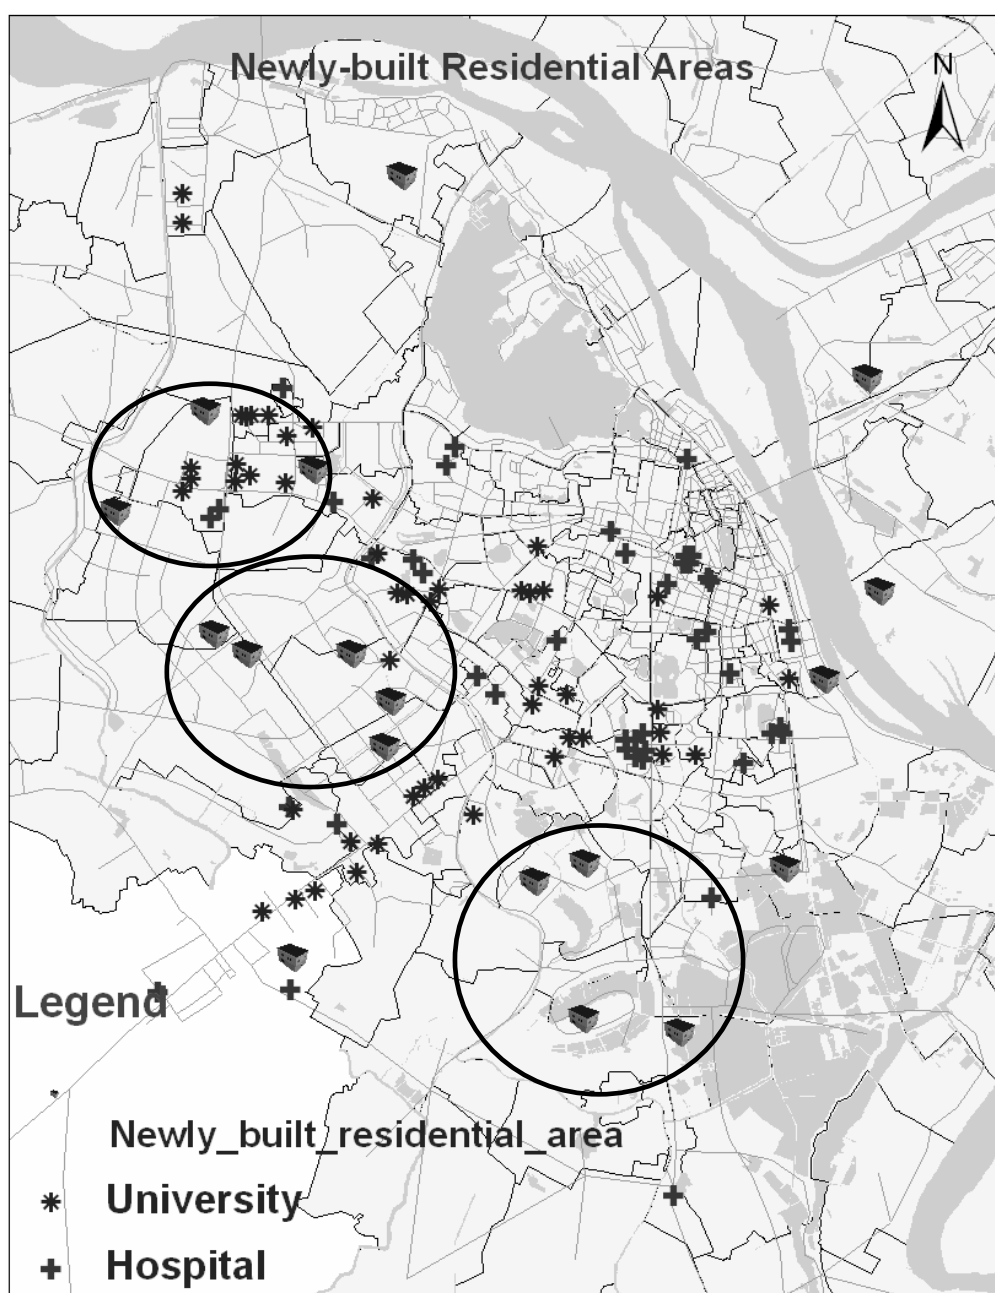 Newly-built Residential Areas
N
Legend
Newly_built_residential_area
University
Hospital